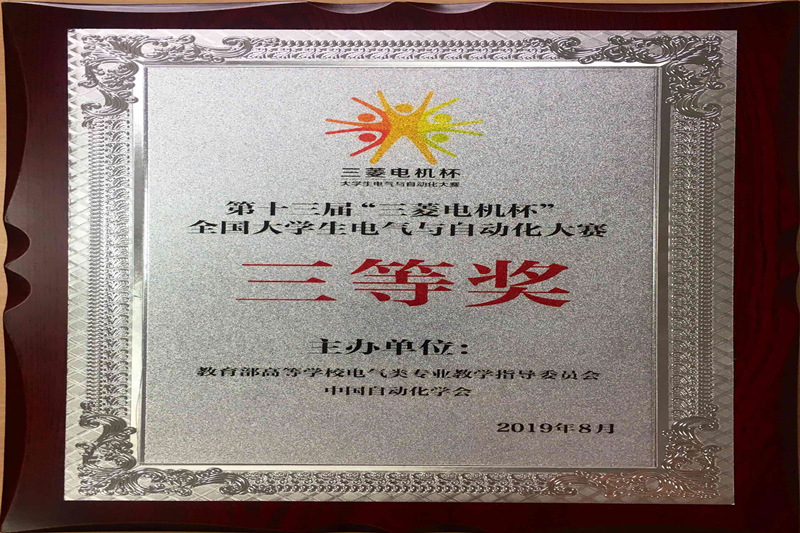 三菱电机杯
大学生电气与自动化大赛
第十三届“三菱电机杯”
全国大学生电气与自动化大赛
三等奖
主办单位：
教育部高等学校电气类专业教学指导委员会
中国自动化学会
2019年8月